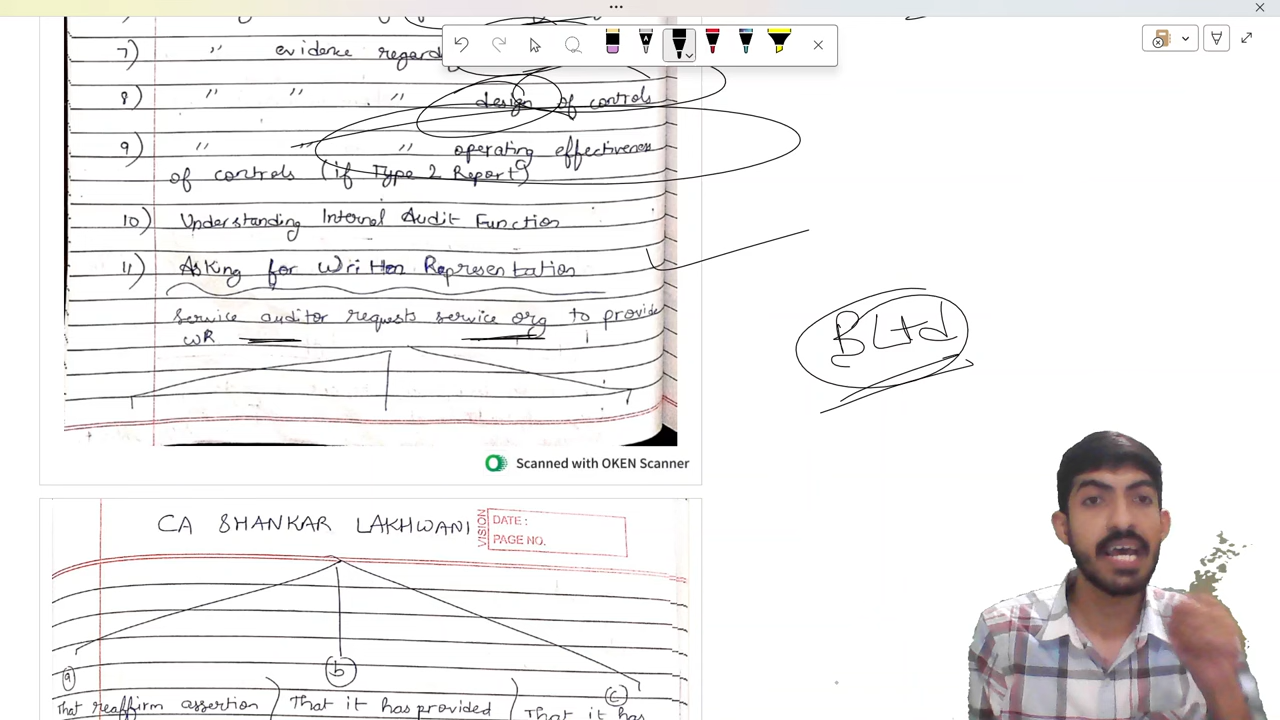 7) " evidence regard
8) " " " design of controls
9) " " " operating effectiveness
of controls (if Type 2 Report)
10) Understanding Internal Audit Function
11) Asking for Written Representation
Service auditor requests service org to provide
WR
B Ltd
Scanned with OKEN Scanner
CA SHANKAR LAKHWANI
VISION
DATE :
PAGE NO.
a
b
c
That reaffirm assertion
That it has provided
That it has